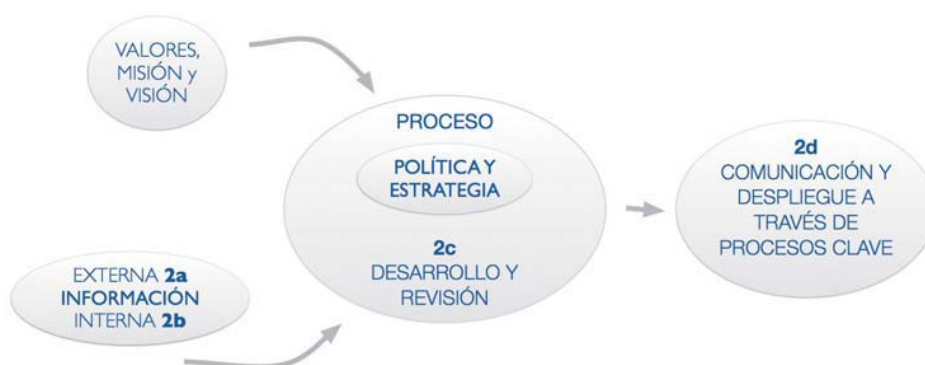 VALORES,
MISIÓN y
VISIÓN
PROCESO
POLÍTICA Y
ESTRATEGIA
2c
DESARROLLO Y
REVISIÓN
2d
COMUNICACIÓN Y
DESPLIEGUE A
TRAVÉS DE
PROCESOS CLAVE
EXTERNA 2a
INFORMACIÓN
INTERNA 2b